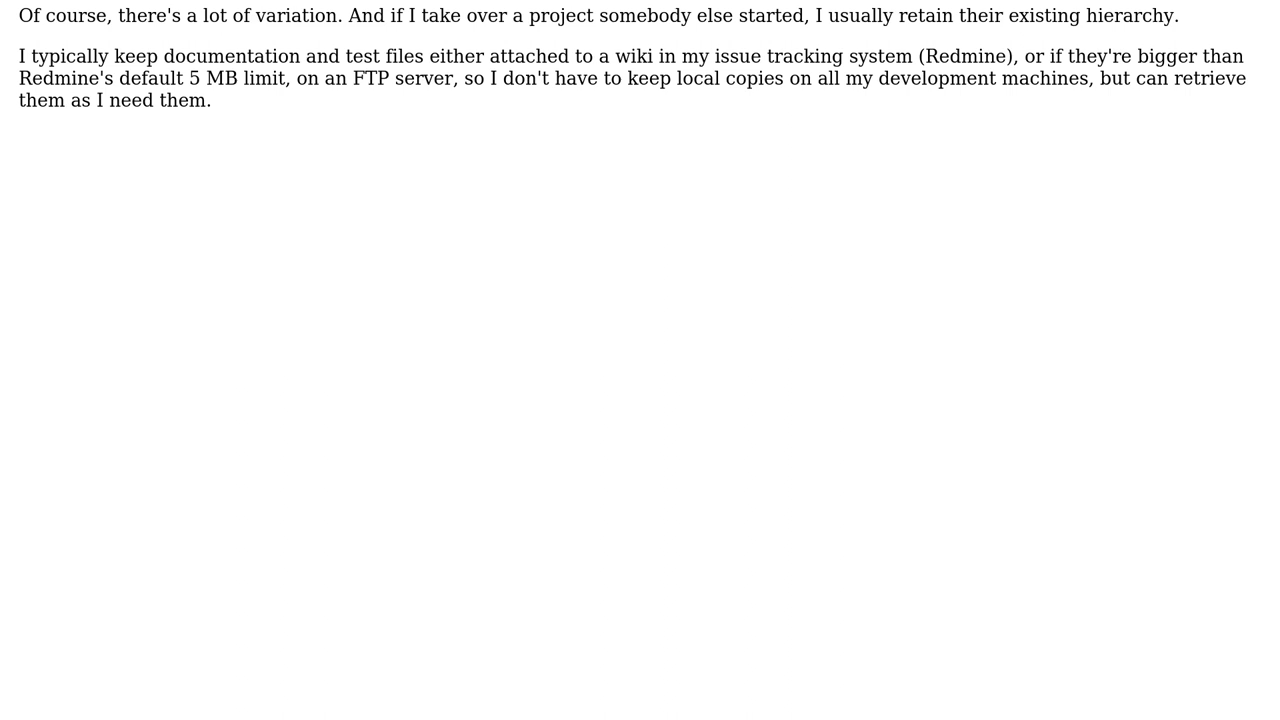 Of course, there's a lot of variation. And if I take over a project somebody else started, I usually retain their existing hierarchy.
I typically keep documentation and test files either attached to a wiki in my issue tracking system (Redmine), or if they're bigger than
Redmine's default 5 MB limit, on an FTP server, so I don't have to keep local copies on all my development machines, but can retrieve
them as I need them.